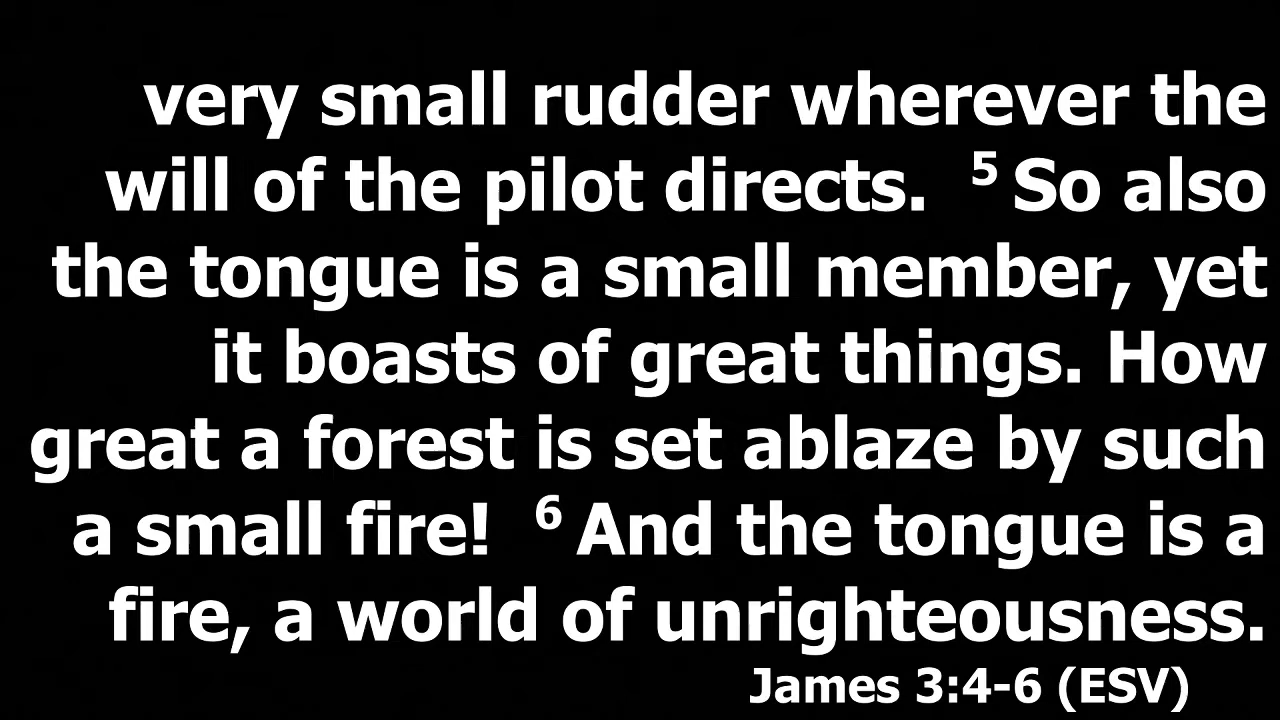 very small rudder wherever the
will of the pilot directs. ⁵ So also
the tongue is a small member, yet
it boasts of great things. How
great a forest is set ablaze by such
a small fire! ⁶ And the tongue is a
fire, a world of unrighteousness.
James 3:4-6 (ESV)